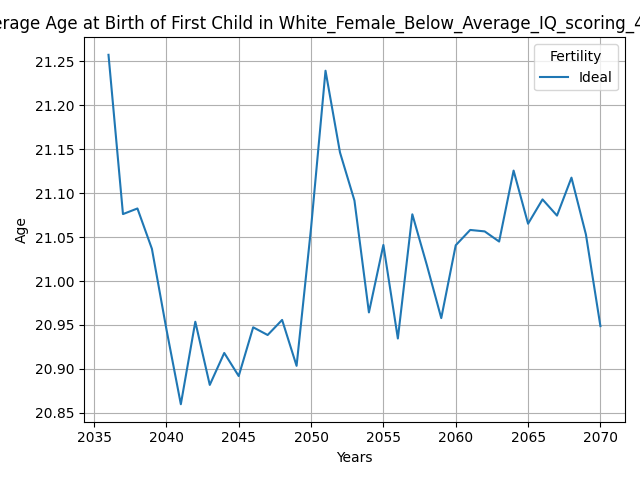 erage Age at Birth of First Child in White_Female_Below_Average_IQ_scoring_4
Fertility
Ideal
21.25
21.20
21.15
21.10
21.05
21.00
20.95
20.90
20.85
Age
2035 2040 2045 2050 2055 2060 2065 2070
Years